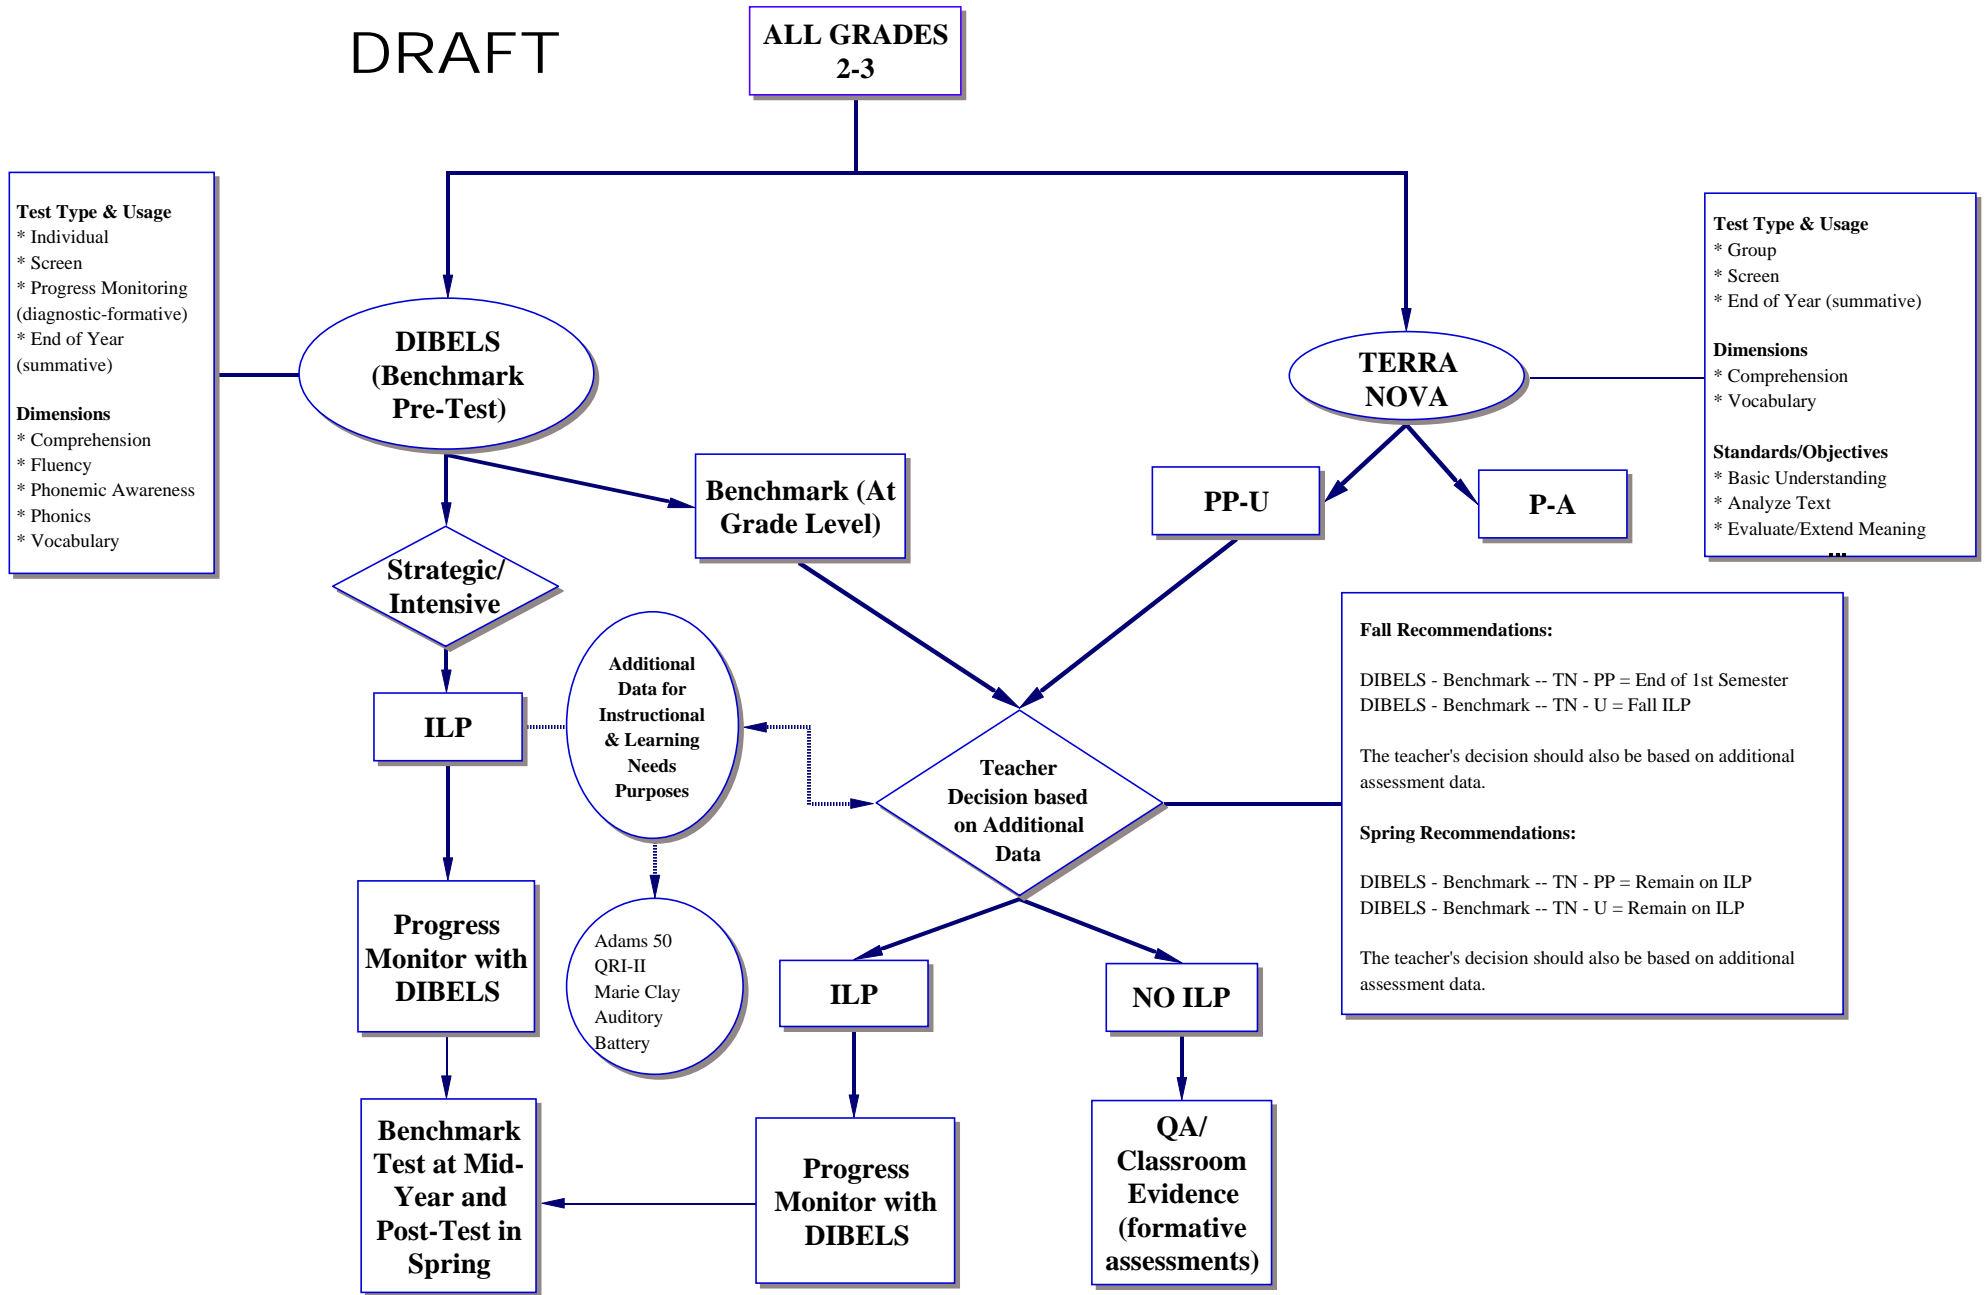 DRAFT
ALL GRADES
2-3
Test Type & Usage
* Individual
* Screen
* Progress Monitoring
(diagnostic-formative)
* End of Year
(summative)
Dimensions
* Comprehension
* Fluency
* Phonemic Awareness
* Phonics
* Vocabulary
DIBELS
(Benchmark
Pre-Test)
TERRA
NOVA
Test Type & Usage
* Group
* Screen
* End of Year (summative)
Dimensions
* Comprehension
* Vocabulary
Standards/Objectives
* Basic Understanding
* Analyze Text
* Evaluate/Extend Meaning
...
Benchmark (At
Grade Level)
PP-U
P-A
Strategic/
Intensive
ILP
Additional
Data for
Instructional
& Learning
Needs
Purposes
Teacher
Decision based
on Additional
Data
Fall Recommendations:
DIBELS - Benchmark -- TN - PP = End of 1st Semester
DIBELS - Benchmark -- TN - U = Fall ILP
The teacher's decision should also be based on additional
assessment data.
Spring Recommendations:
DIBELS - Benchmark -- TN - PP = Remain on ILP
DIBELS - Benchmark -- TN - U = Remain on ILP
The teacher's decision should also be based on additional
assessment data.
Progress
Monitor with
DIBELS
Adams 50
QRI-II
Marie Clay
Auditory
Battery
ILP
NO ILP
Benchmark
Test at Mid-
Year and
Post-Test in
Spring
Progress
Monitor with
DIBELS
QA/
Classroom
Evidence
(formative
assessments)